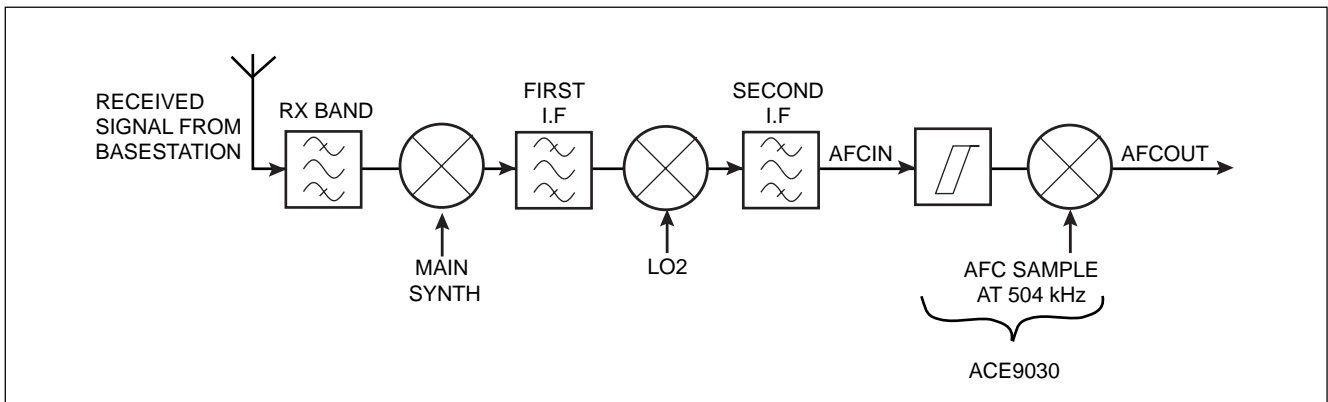 RECEIVED
SIGNAL FROM
BASESTATION
RX BAND
MAIN
SYNTH
FIRST
I.F
LO2
SECOND
I.F
AFCIN
AFC SAMPLE
AT 504 kHz
ACE9030
AFCOUT